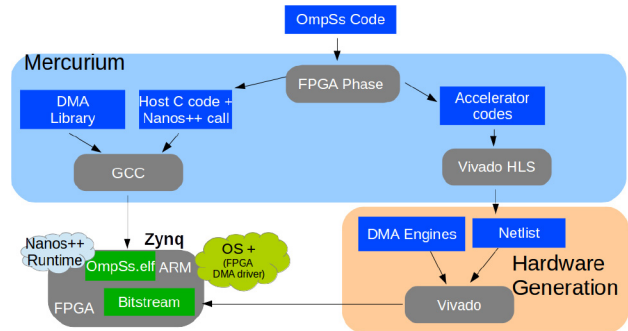 OmpSs Code
Mercurium
FPGA Phase
DMA
Library
Host C code +
Nanos++ call
Accelerator
codes
GCC
Vivado HLS
Nanos++
Runtime
Zynq
OmpSs.elf
ARM
OS +
(FPGA
DMA driver)
FPGA
Bitstream
DMA Engines
Netlist
Hardware
Generation
Vivado